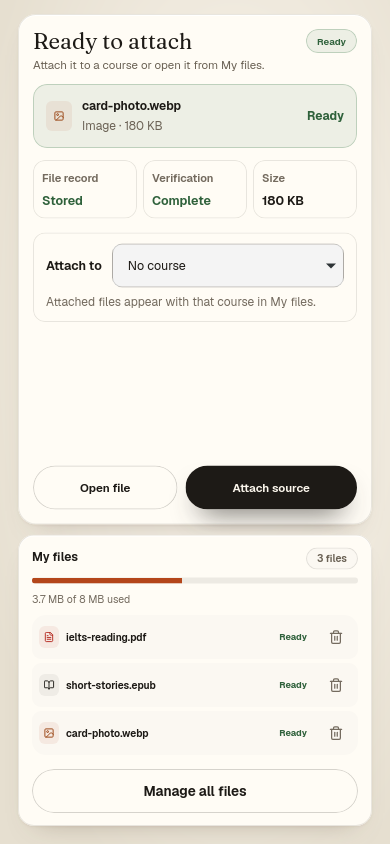 Ready to attach
Ready
Attach it to a course or open it from My files.
card-photo.webp
Image · 180 KB
Ready
File record
Stored
Verification
Complete
Size
180 KB
Attach to
No course
Attached files appear with that course in My files.
Open file
Attach source
My files
3 files
3.7 MB of 8 MB used
ielts-reading.pdf
Ready
short-stories.epub
Ready
card-photo.webp
Ready
Manage all files